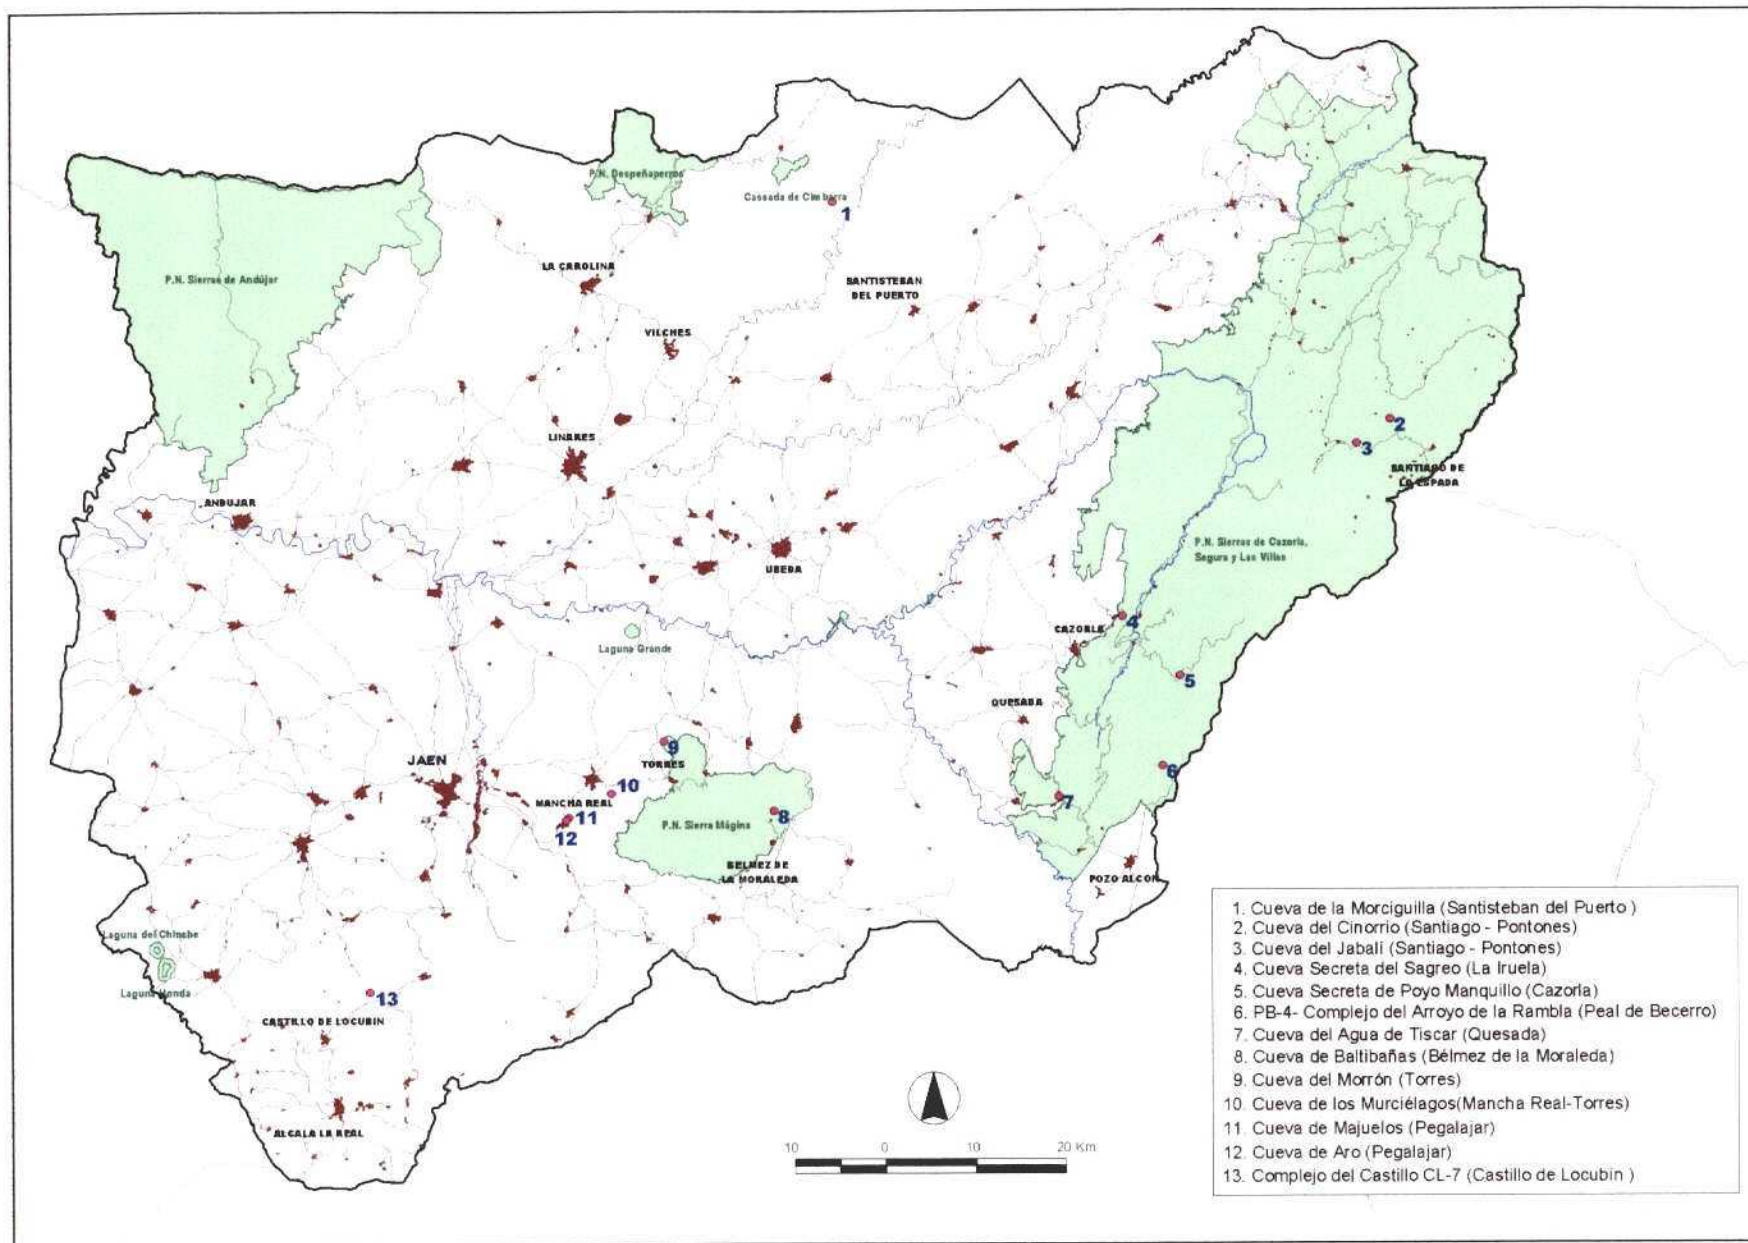 P.N. Despeñaperros
Cassada de Cimbarra
1
LA CAROLINA
P.N. Sierras de Andújar
SANTISTEBAN
DEL PUERTO
VILCHES
2
LINARES
3
SANTIAGO DE
LA ESPADA
ANDUJAR
P.N. Sierras de Cazorla,
Segura y Las Villas
UBEDA
4
CAZORLA
Laguna Grande
5
QUESADA
9
JAEN
TORRES
6
10
7
MANCHA REAL
11
8
P.N. Sierra Mágina
12
BELMEZ DE
LA MORALEDA
POZO ALCON
Laguna del Chinche
Laguna Honda
13
CASTILLO DE LOCUBIN
ALCALA LA REAL
10 0 10 20 Km
1. Cueva de la Morciguilla (Santisteban del Puerto )
2. Cueva del Cinorrio (Santiago - Pontones)
3. Cueva del Jabalí (Santiago - Pontones)
4. Cueva Secreta del Sagreo (La Iruela)
5. Cueva Secreta de Poyo Manquillo (Cazorla)
6. PB-4- Complejo del Arroyo de la Rambla (Peal de Becerro)
7. Cueva del Agua de Tiscar (Quesada)
8. Cueva de Baltibañas (Bélmez de la Moraleda)
9. Cueva del Morrón (Torres)
10. Cueva de los Murciélagos(Mancha Real-Torres)
11. Cueva de Majuelos (Pegalajar)
12. Cueva de Aro (Pegalajar)
13. Complejo del Castillo CL-7 (Castillo de Locubin )